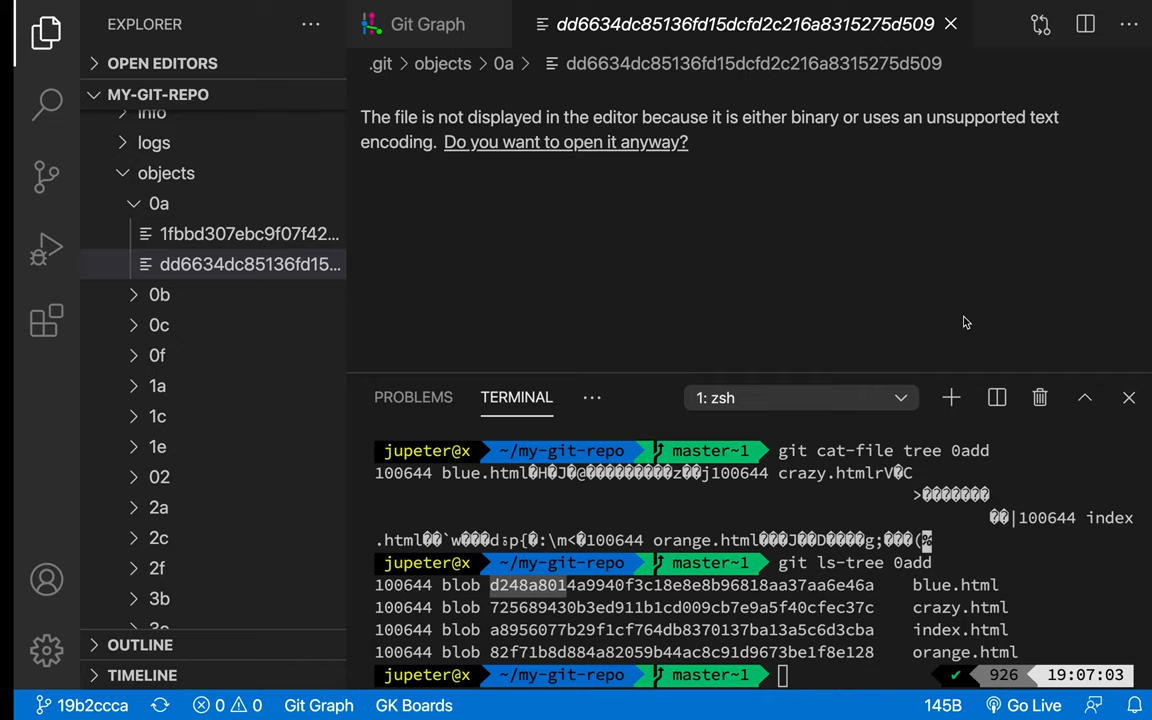 EXPLORER
OPEN EDITORS
MY-GIT-REPO
info
logs
objects
0a
1fbbd307ebc9f07f42...
dd6634dc85136fd15...
0b
0c
0f
1a
1c
1e
02
2a
2c
2f
3b
3c
OUTLINE
TIMELINE
Git Graph
dd6634dc85136fd15dcfd2c216a8315275d509
.git > objects > 0a > dd6634dc85136fd15dcfd2c216a8315275d509
The file is not displayed in the editor because it is either binary or uses an unsupported text
encoding. Do you want to open it anyway?
PROBLEMS TERMINAL ... 1: zsh
jupeter@x ~/my-git-repo master~1 git cat-file tree 0add
100644 blue.html�H�J�@���������z��j100644 crazy.htmlrV�C
>�������
��|100644 index
jupeter@x ~/my-git-repo master~1 git ls-tree 0add
100644 blob d248a8014a9940f3c18e8e8b96818aa37aa6e46a blue.html
100644 blob 725689430b3ed911b1cd009cb7e9a5f40cfec37c crazy.html
100644 blob a8956077b29f1cf764db8370137ba13a5c6d3cba index.html
100644 blob 82f71b8d884a82059b44ac8c91d9673be1f8e128 orange.html
jupeter@x ~/my-git-repo master~1 ✔ 926 19:07:03
19b2ccca 0 0 Git Graph GK Boards 145B Go Live